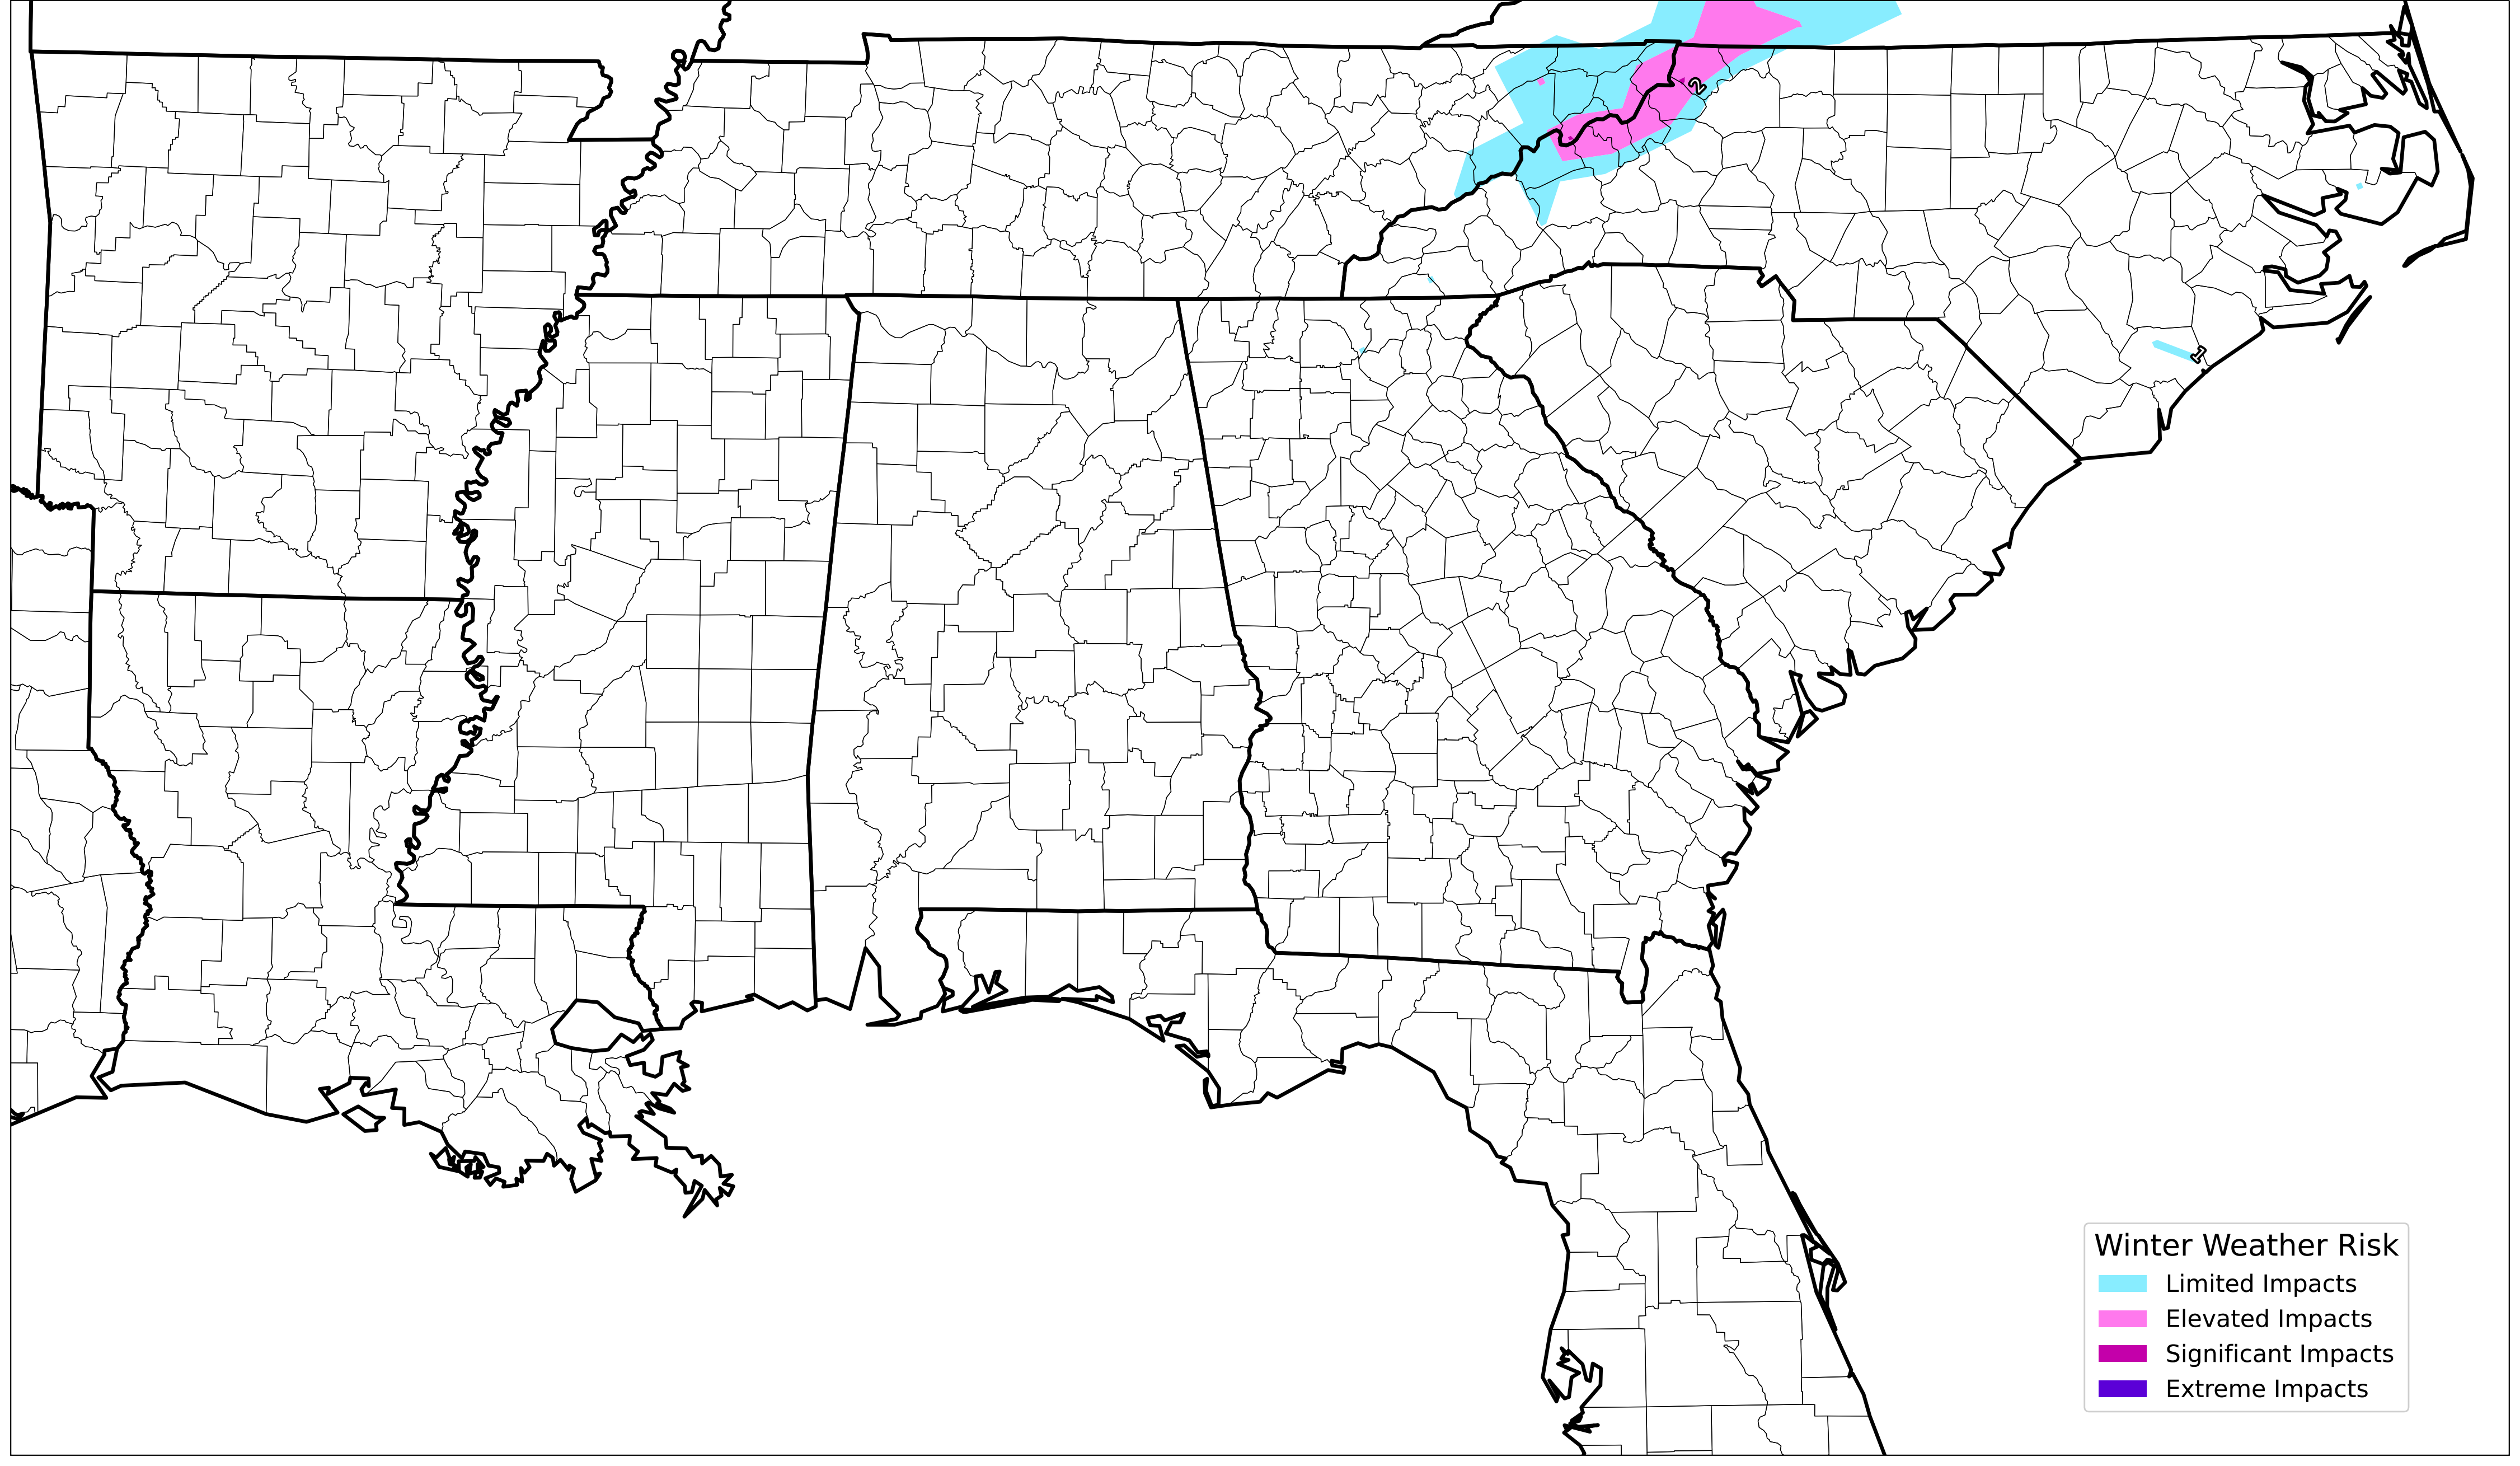 2
1
Winter Weather Risk
Limited Impacts
Elevated Impacts
Significant Impacts
Extreme Impacts